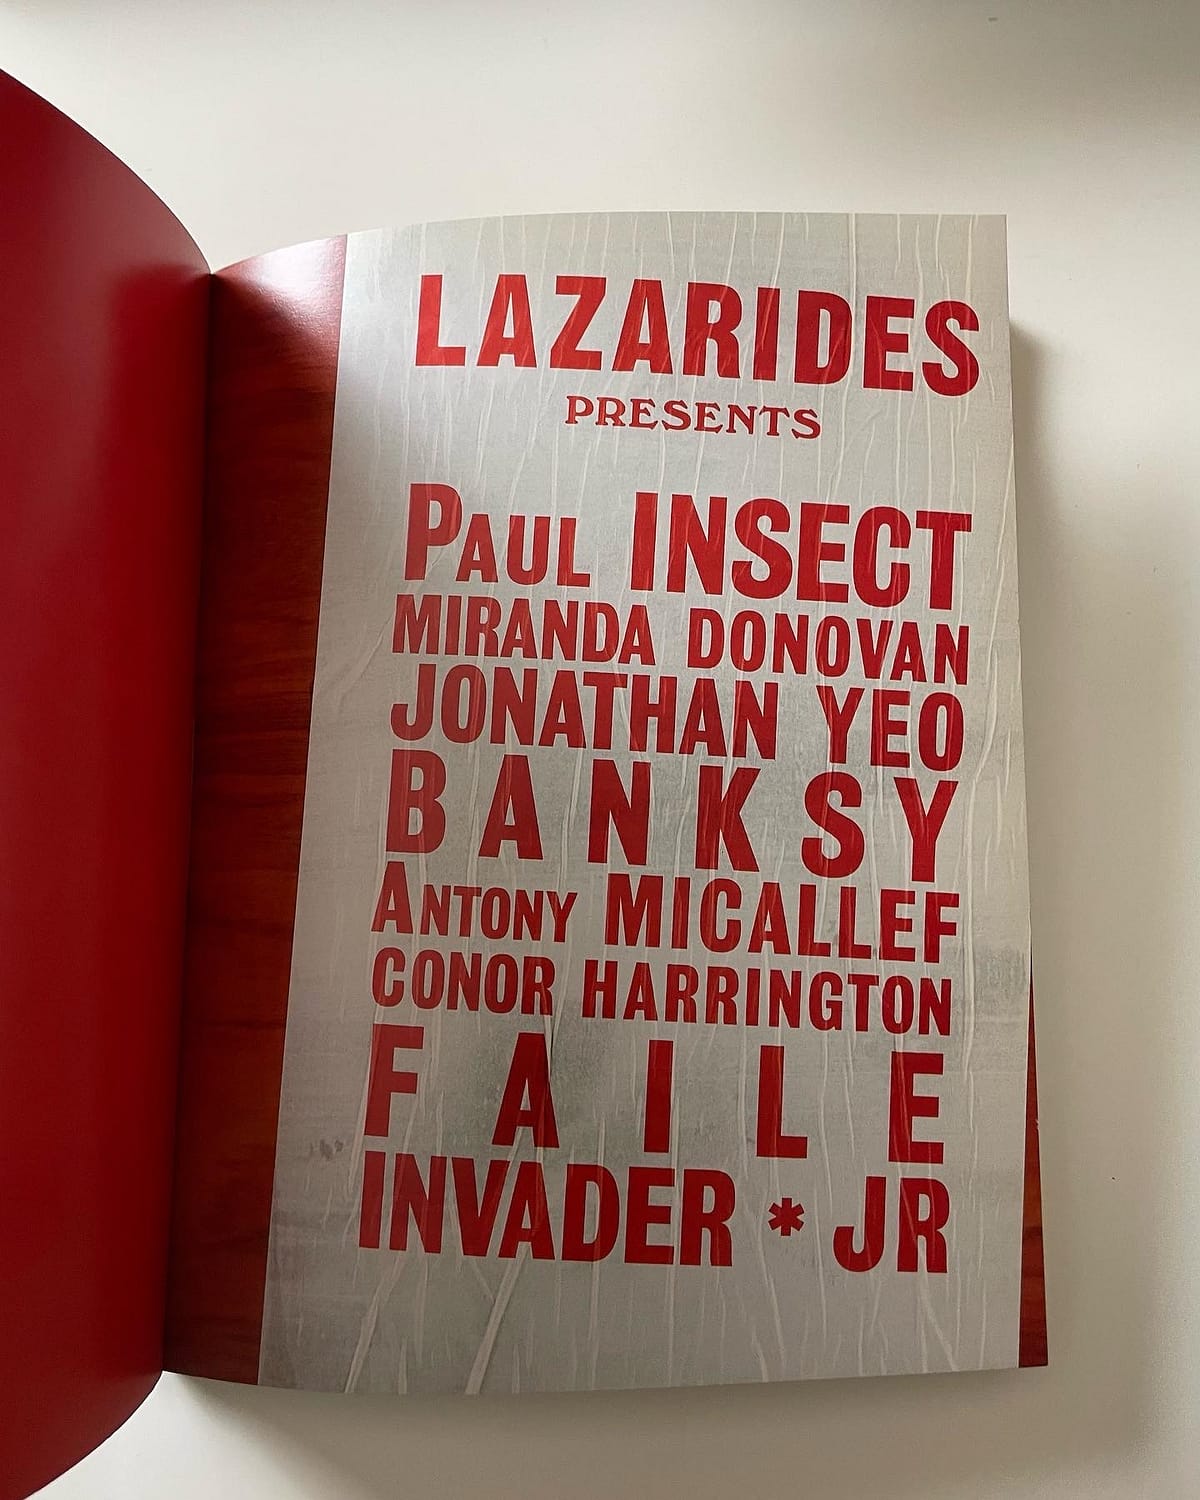 LAZARIDES
PRESENTS
PAUL INSECT
MIRANDA DONOVAN
JONATHAN YEO
BANKSY
ANTONY MICALLEF
CONOR HARRINGTON
FAILE
INVADER * JR